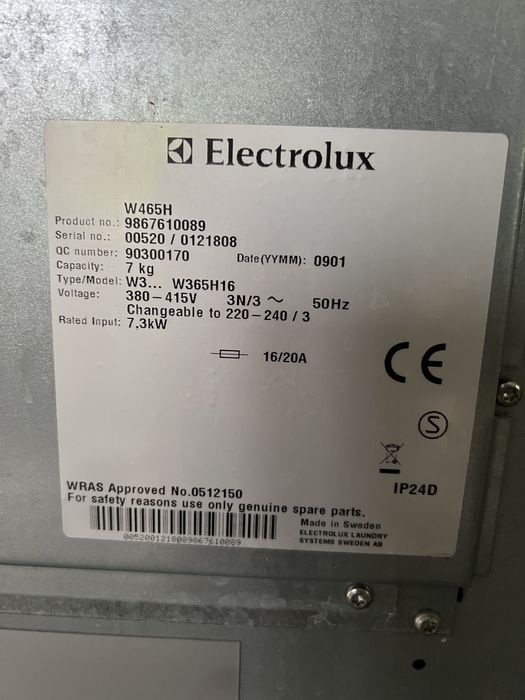 Electrolux
W465H
Product no.: 9867610089
Serial no.: 00520 / 0121808
QC number: 90300170 Date(YYMM): 0901
Capacity: 7 kg
Type/Model: W3... W365H16
Voltage: 380-415V 3N/3 ~ 50Hz
Changeable to 220-240 / 3
Rated Input: 7,3kW
16/20A
CE
S
IP24D
WRAS Approved No.0512150
For safety reasons use only genuine spare parts.
Made in Sweden
ELECTROLUX LAUNDRY
SYSTEMS SWEDEN AB
0052001218089867610089